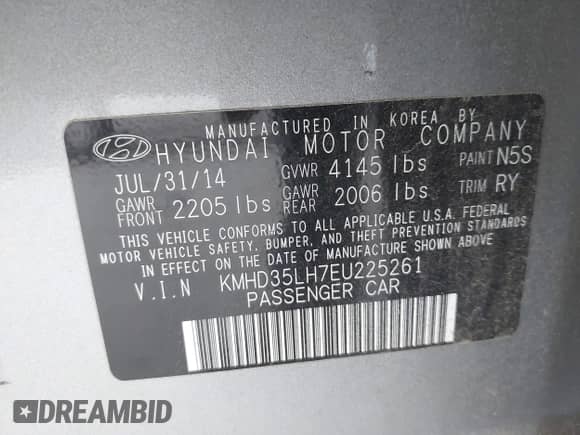 MANUFACTURED IN KOREA BY
HYUNDAI MOTOR COMPANY
JUL/31/14 GVWR 4145 lbs PAINT N5S
GAWR FRONT 2205 lbs GAWR REAR 2006 lbs TRIM RY
THIS VEHICLE CONFORMS TO ALL APPLICABLE U.S.A. FEDERAL
MOTOR VEHICLE SAFETY, BUMPER, AND THEFT PREVENTION STANDARDS
IN EFFECT ON THE DATE OF MANUFACTURE SHOWN ABOVE.
V.I.N KMHD35LH7EU225261
PASSENGER CAR
DREAMBID